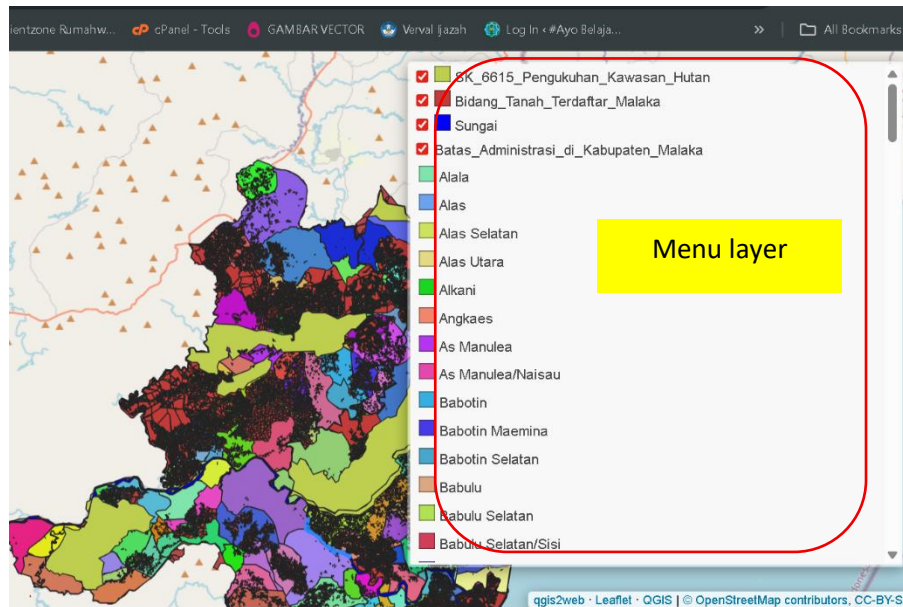 ientzone Rumahw... cPanel - Tools GAMBAR VECTOR Verval Ijazah Log In ‹ #Ayo Belaja... » All Bookmarks
SK_6615_Pengukuhan_Kawasan_Hutan
Bidang_Tanah_Terdaftar_Malaka
Sungai
Batas_Administrasi_di_Kabupaten_Malaka
Alala
Alas
Alas Selatan
Alas Utara
Alkani
Angkaes
As Manulea
As Manulea/Naisau
Babotin
Babotin Maemina
Babotin Selatan
Babulu
Babulu Selatan
Babulu Selatan/Sisi
Menu layer
qgis2web · Leaflet · QGIS | © OpenStreetMap contributors, CC-BY-S